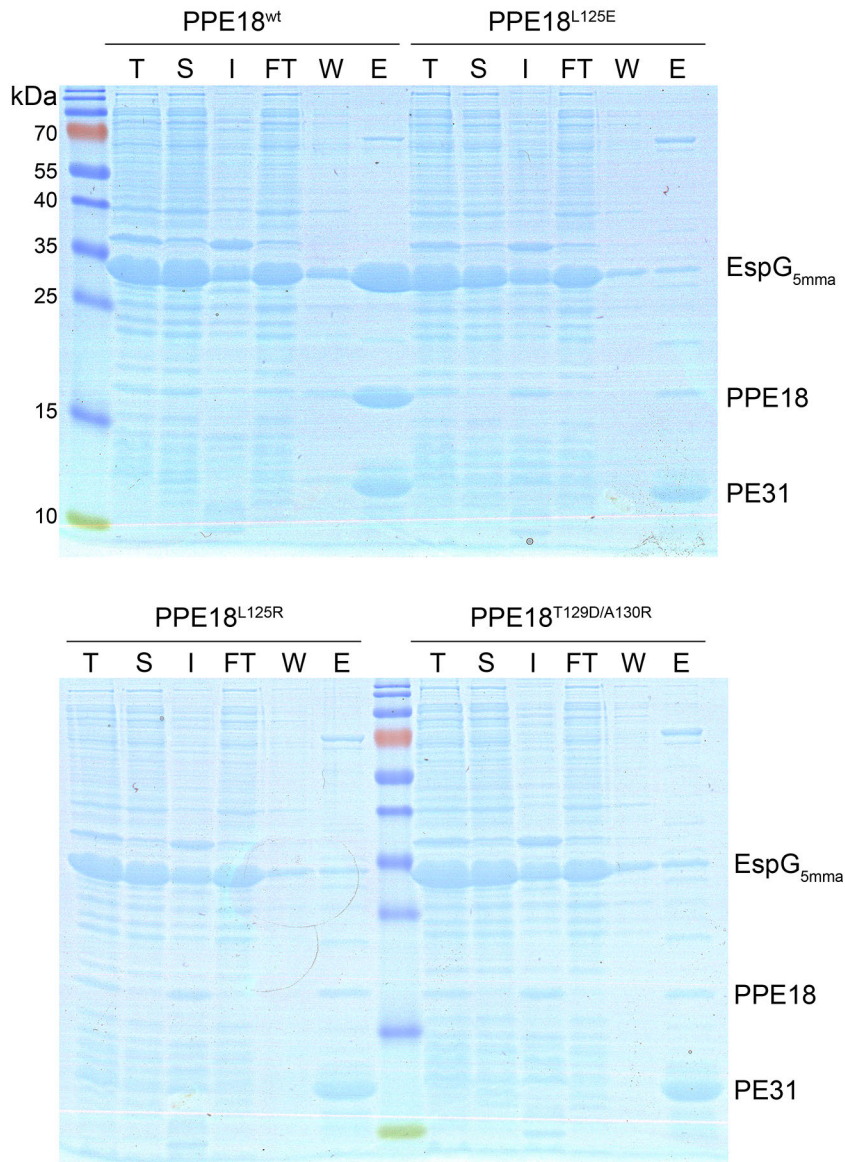 PPE18wt PPE18L125E
T S I FT W E T S I FT W E
kDa
70
55
40
35
25
15
10
EspG5mma
PPE18
PE31
PPE18L125R PPE18T129D/A130R
T S I FT W E T S I FT W E
EspG5mma
PPE18
PE31